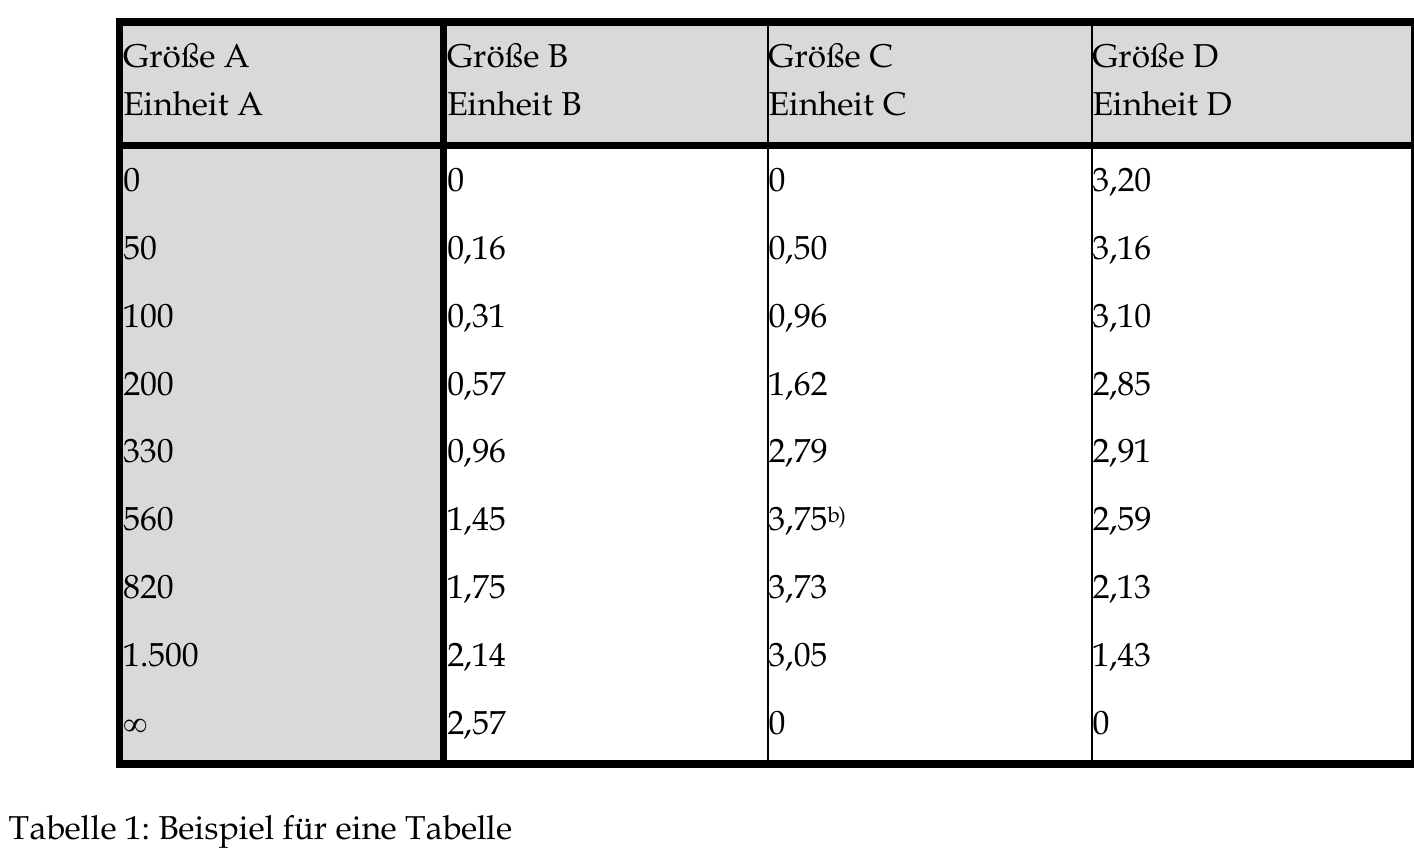 Größe A Größe B Größe C Größe D
Einheit A Einheit B Einheit C Einheit D
0 0 0 3,20
50 0,16 0,50 3,16
100 0,31 0,96 3,10
200 0,57 1,62 2,85
330 0,96 2,79 2,91
560 1,45 3,75b) 2,59
820 1,75 3,73 2,13
1.500 2,14 3,05 1,43
∞ 2,57 0 0
Tabelle 1: Beispiel für eine Tabelle